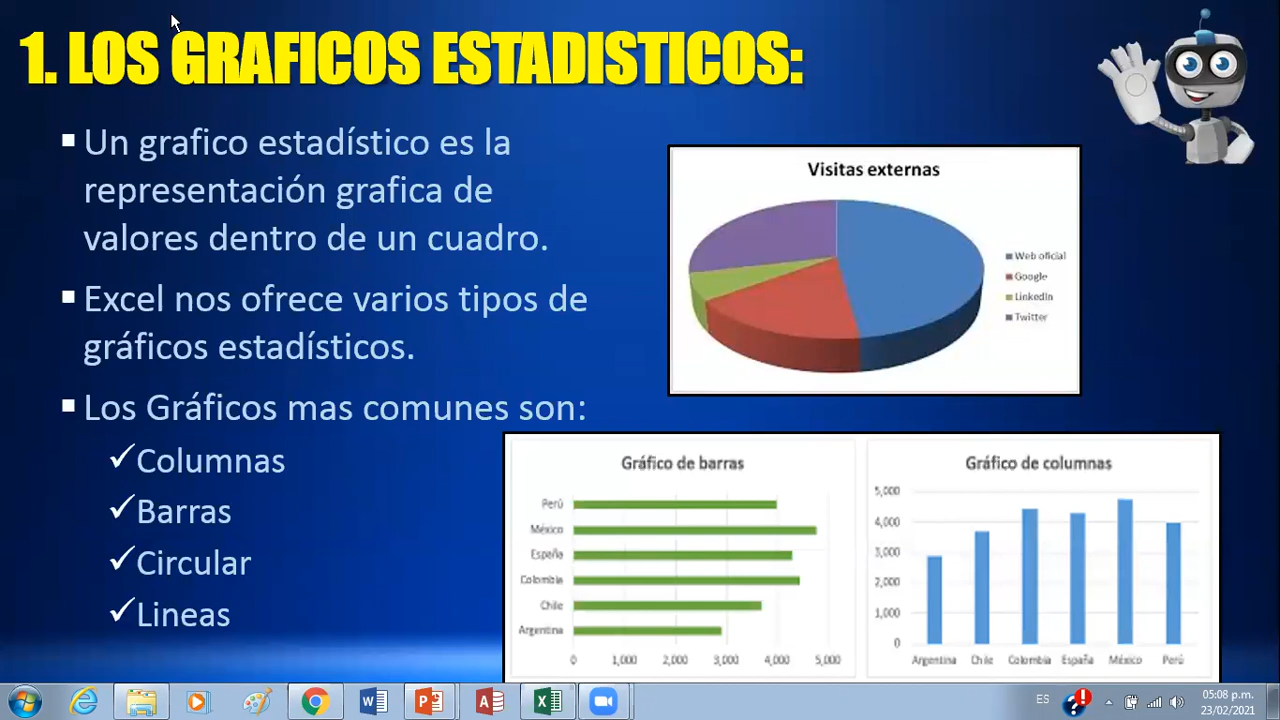 1. LOS GRAFICOS ESTADISTICOS:
Un grafico estadístico es la
representación grafica de
valores dentro de un cuadro.
Excel nos ofrece varios tipos de
gráficos estadísticos.
Los Gráficos mas comunes son:
Columnas
Barras
Circular
Lineas
Visitas externas
Web oficial
Google
LinkedIn
Twitter
Gráfico de barras
Perú
México
España
Colombia
Chile
Argentina
0 1,000 2,000 3,000 4,000 5,000
Gráfico de columnas
5,000
4,000
3,000
2,000
1,000
0
Argentina Chile Colombia España México Perú
ES
05:08 p.m.
23/02/2021